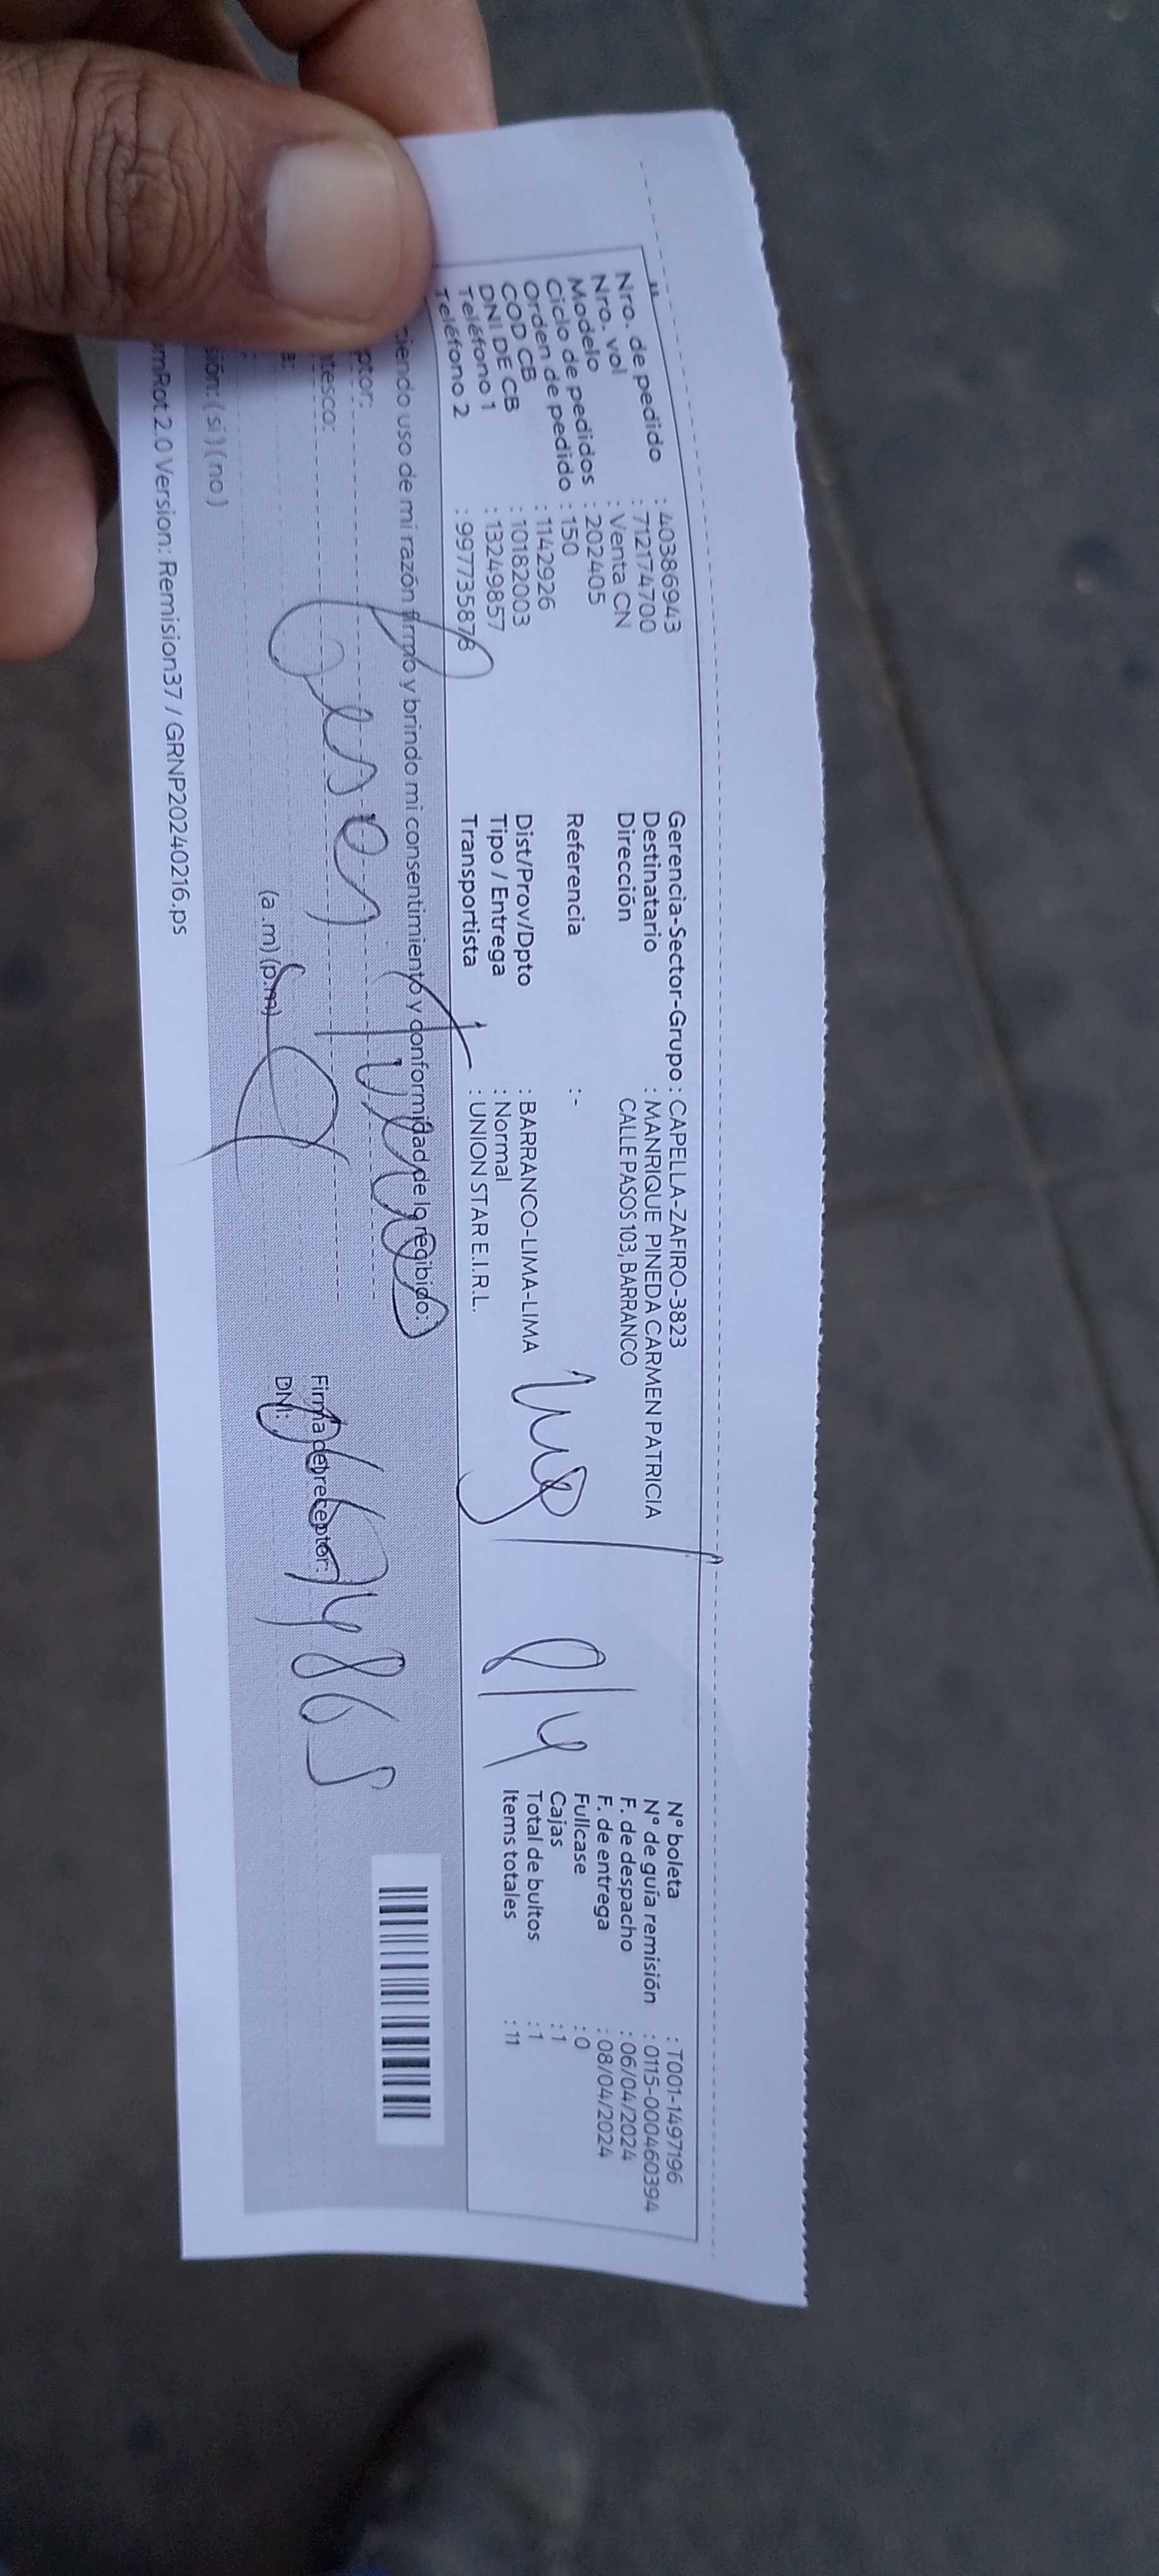 Nro. de pedido : 40386943 Gerencia-Sector-Grupo : CAPELLA-ZAFIRO-3823 N° boleta : T001-1497196
Nro. vol : 712174700 Destinatario : MANRIQUE PINEDA CARMEN PATRICIA N° de guía remisión : 0115-000460394
Modelo : Venta CN Dirección CALLE PASOS 103, BARRANCO F. de despacho : 06/04/2024
Ciclo de pedidos : 202405 F. de entrega : 08/04/2024
Orden de pedido : 150 Referencia :- Fullcase : 0
COD CB : 1142926 Cajas : 1
DNI DE CB : 10182003 Dist/Prov/Dpto : BARRANCO-LIMA-LIMA Total de bultos : 1
Teléfono 1 : 13249857 Tipo / Entrega : Normal Items totales : 11
Teléfono 2 : 997735878 Transportista : UNION STAR E.I.R.L.
ciendo uso de mi razón firmo y brindo mi consentimiento y conformidad de lo recibido:
ptor:
ntesco: Firma del receptor:
a: (a.m) (p.m) DNI:
sión: ( si ) ( no )
mRot 2.0 Version: Remision37 / GRNP20240216.ps